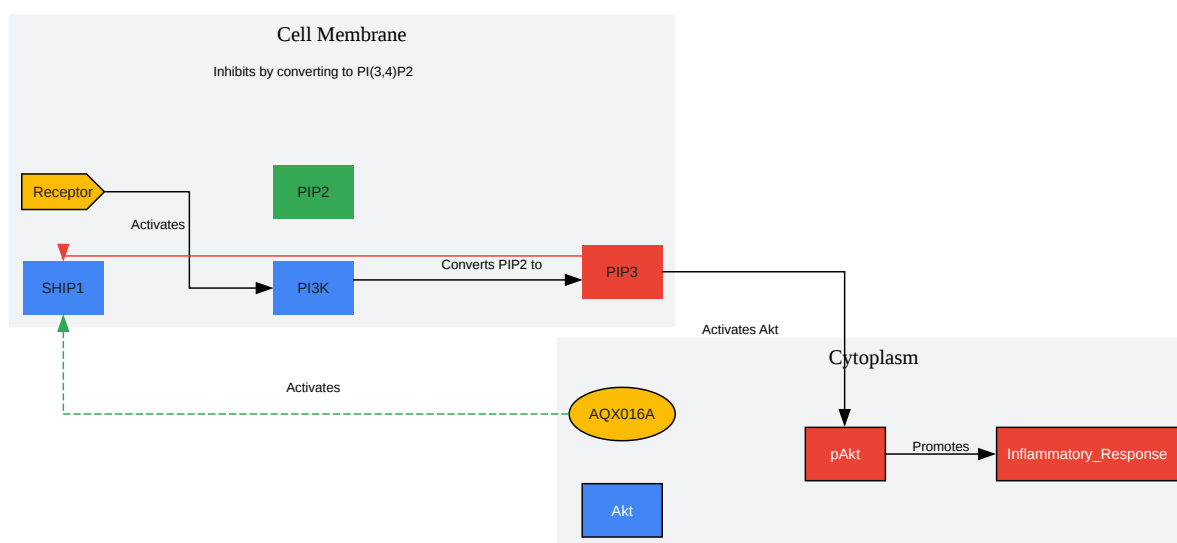 Cell Membrane
Inhibits by converting to PI(3,4)P2
Receptor
PIP2
Activates
Converts PIP2 to
PIP3
SHIP1
PI3K
Activates Akt
Cytoplasm
Activates
AQX016A
Promotes
pAkt
Inflammatory_Response
Akt